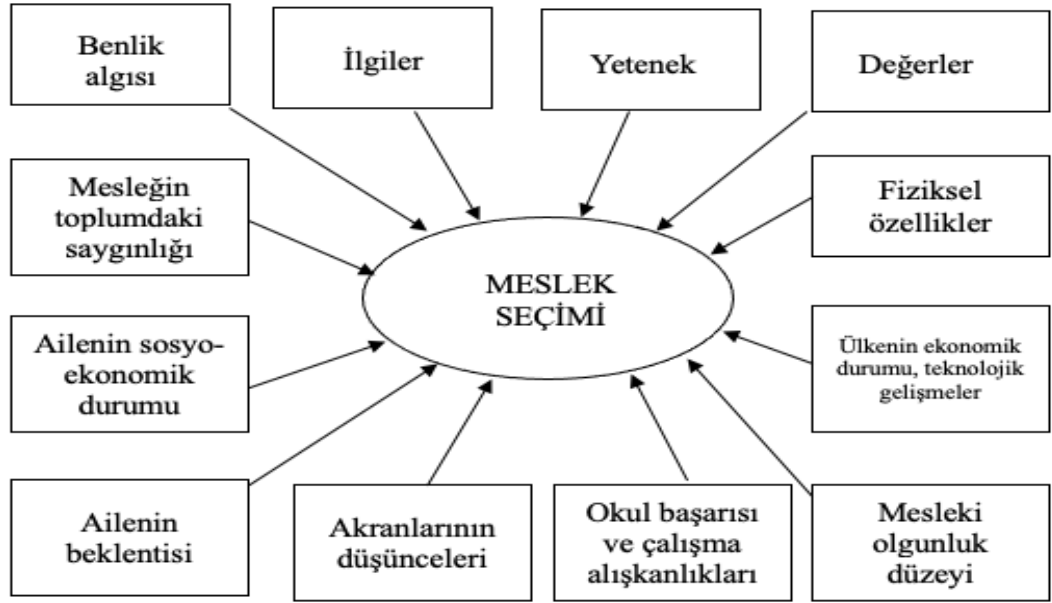 Benlik
algısı
İlgiler
Yetenek
Değerler
Mesleğin
toplumdaki
saygınlığı
Fiziksel
özellikler
MESLEK
SEÇİMİ
Ailenin sosyo-
ekonomik
durumu
Ülkenin ekonomik
durumu, teknolojik
gelişmeler
Ailenin
beklentisi
Akranlarının
düşünceleri
Okul başarısı
ve çalışma
alışkanlıkları
Mesleki
olgunluk
düzeyi